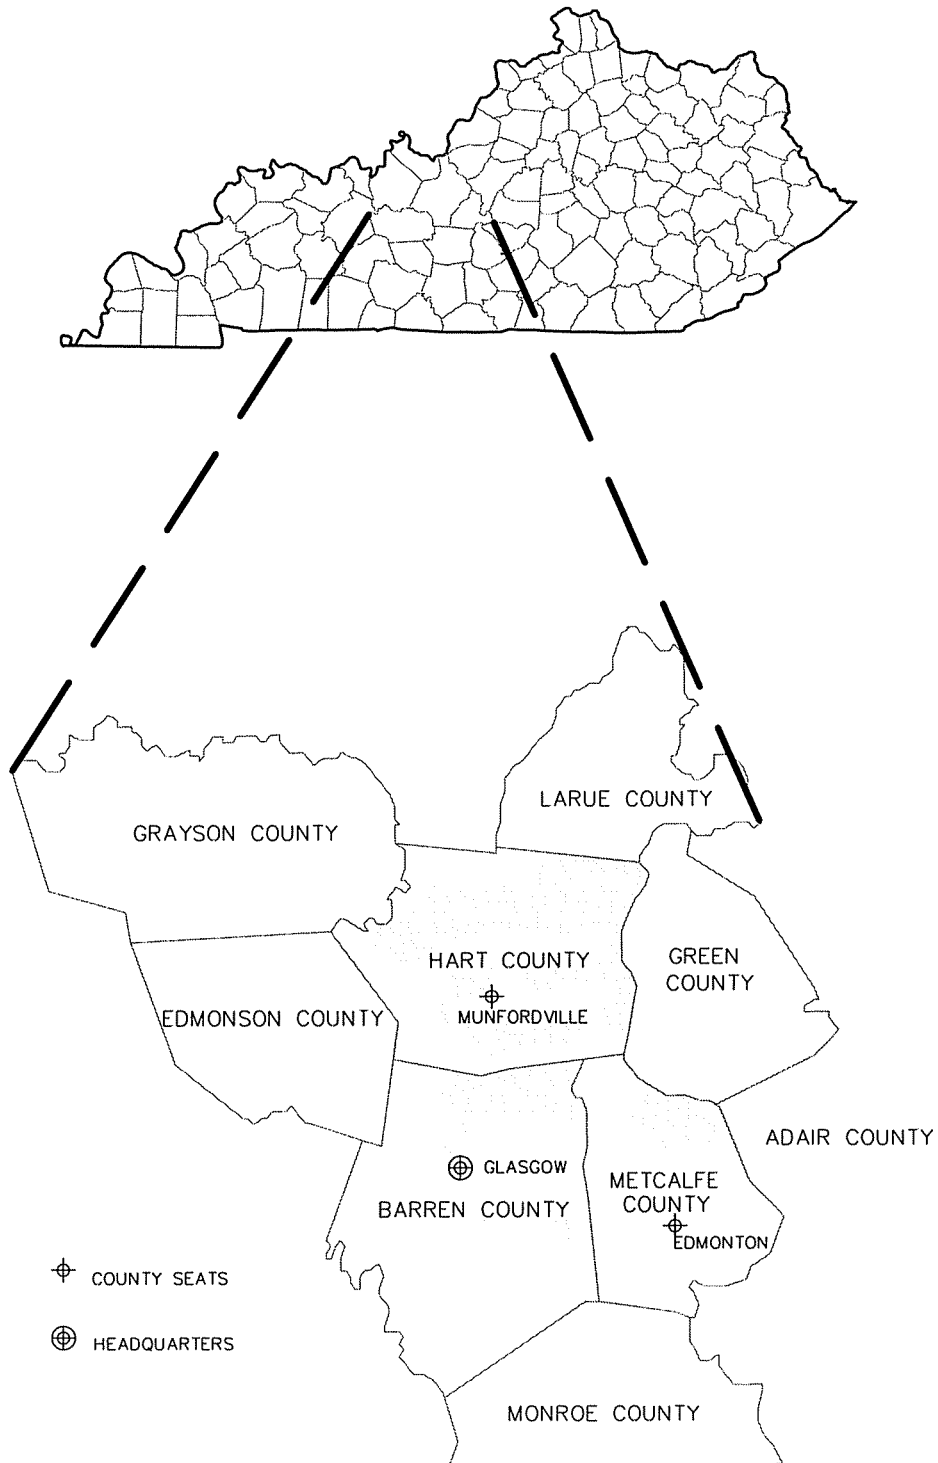 LARUE COUNTY
GRAYSON COUNTY
HART COUNTY
GREEN
COUNTY
EDMONSON COUNTY
MUNFORDVILLE
ADAIR COUNTY
GLASGOW
METCALFE
COUNTY
BARREN COUNTY
EDMONTON
COUNTY SEATS
HEADQUARTERS
MONROE COUNTY